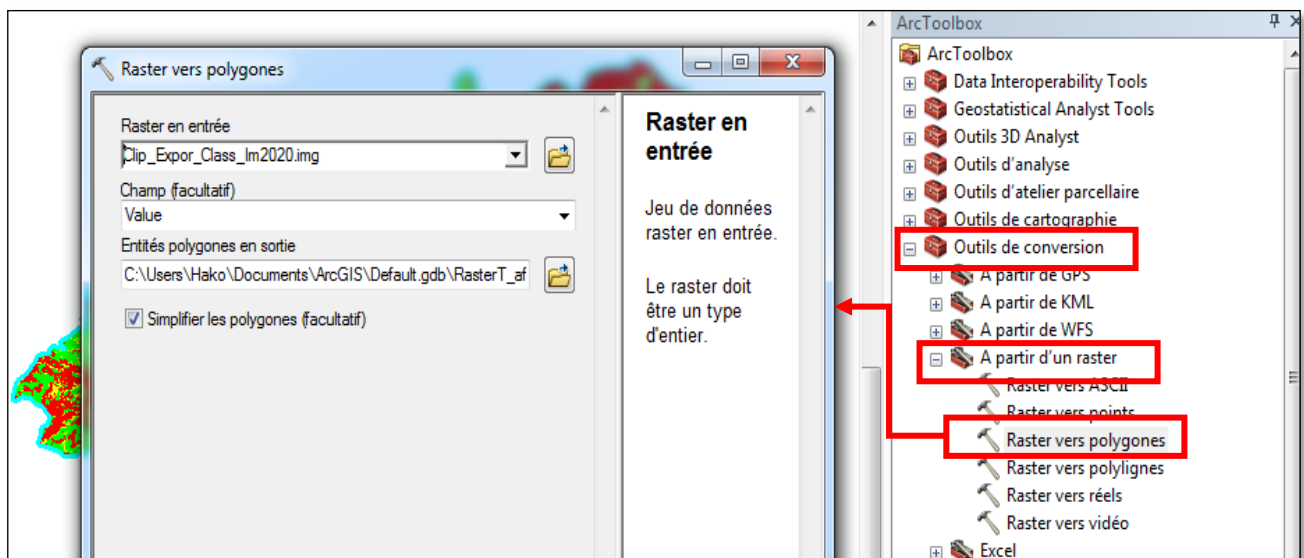 Raster vers polygones
Raster en entrée
Clip_Expor_Class_Im2020.img
Champ (facultatif)
Value
Entités polygones en sortie
C:\Users\Hako\Documents\ArcGIS\Default.gdb\RasterT_af
Simplifier les polygones (facultatif)
Raster en
entrée
Jeu de données
raster en entrée.
Le raster doit
être un type
d'entier.
ArcToolbox
ArcToolbox
Data Interoperability Tools
Geostatistical Analyst Tools
Outils 3D Analyst
Outils d'analyse
Outils d'atelier parcellaire
Outils de cartographie
Outils de conversion
A partir de GPS
A partir de KML
A partir de WFS
A partir d'un raster
Raster vers ASCII
Raster vers points
Raster vers polygones
Raster vers polylignes
Raster vers réels
Raster vers vidéo
Excel